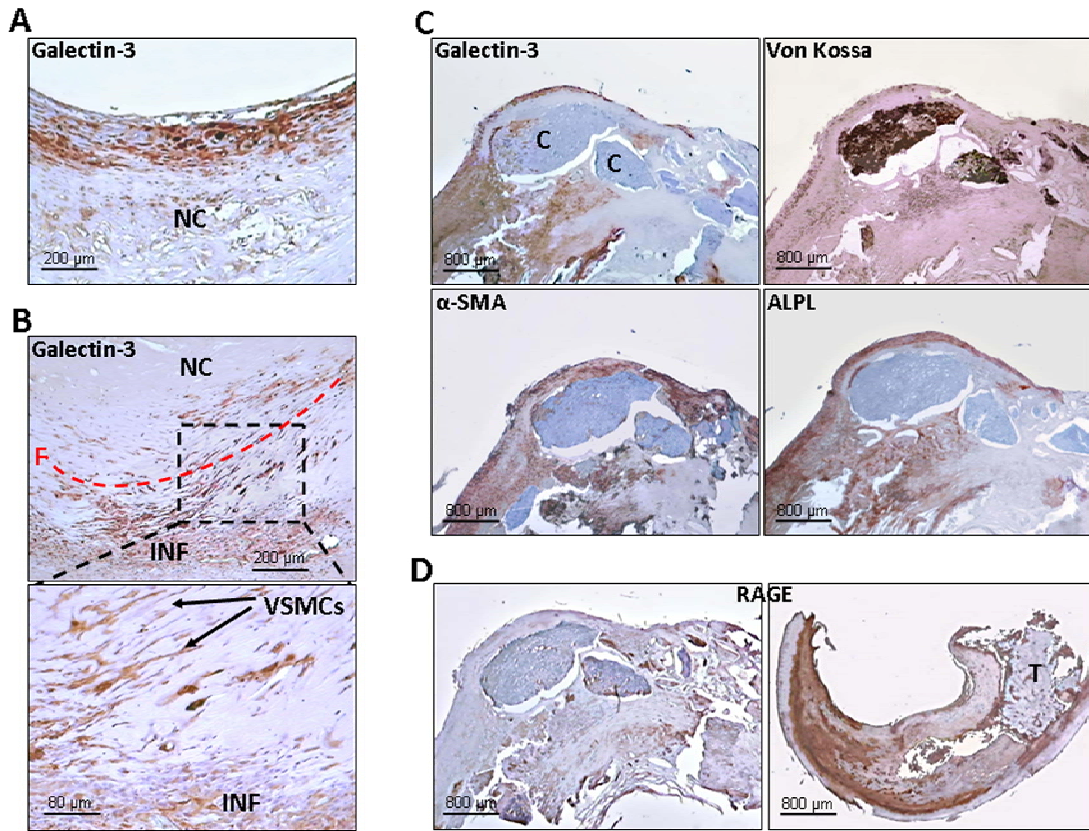 A
Galectin-3
NC
200 µm
B
Galectin-3
NC
F
INF
200 µm
VSMCs
INF
80 µm
C
Galectin-3
C
C
800 µm
Von Kossa
800 µm
α-SMA
800 µm
ALPL
800 µm
D
RAGE
800 µm
T
800 µm